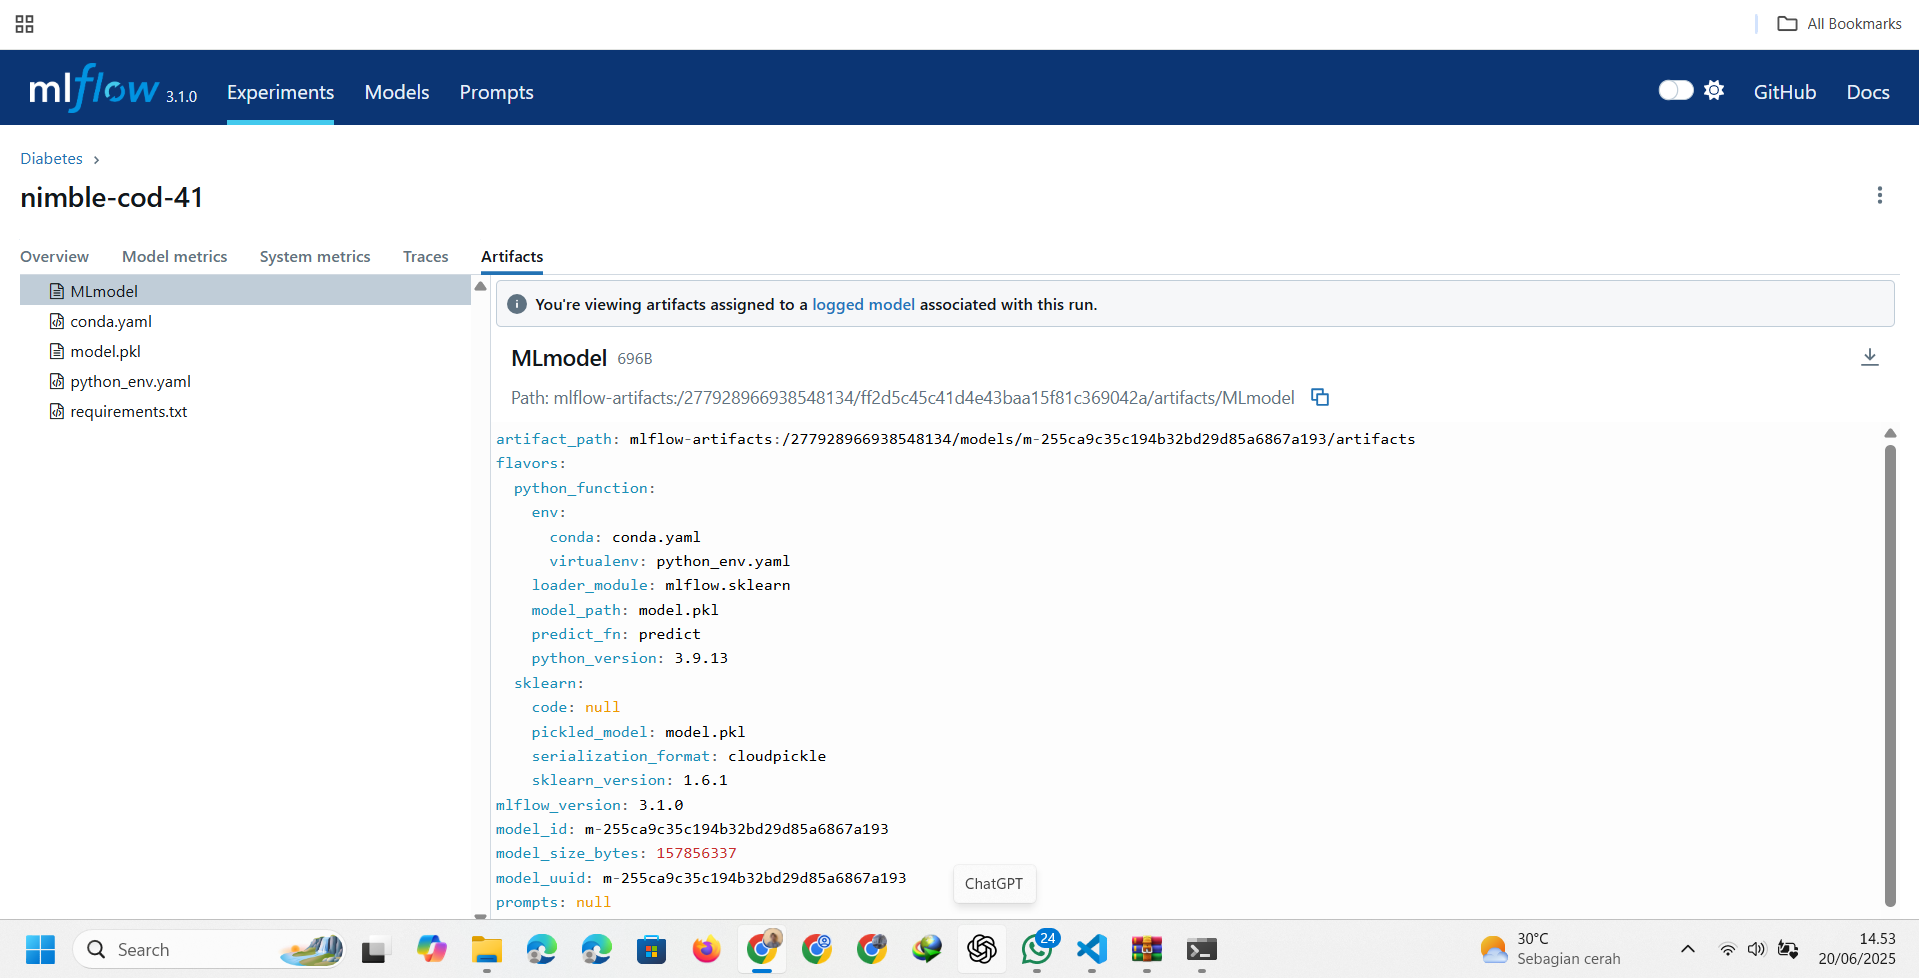 All Bookmarks
mlflow 3.1.0 Experiments Models Prompts GitHub Docs
Diabetes
nimble-cod-41
Overview Model metrics System metrics Traces Artifacts
MLmodel
conda.yaml
model.pkl
python_env.yaml
requirements.txt
You're viewing artifacts assigned to a logged model associated with this run.
MLmodel 696B
Path: mlflow-artifacts:/277928966938548134/ff2d5c45c41d4e43baa15f81c369042a/artifacts/MLmodel
artifact_path: mlflow-artifacts:/277928966938548134/models/m-255ca9c35c194b32bd29d85a6867a193/artifacts
flavors:
python_function:
env:
conda: conda.yaml
virtualenv: python_env.yaml
loader_module: mlflow.sklearn
model_path: model.pkl
predict_fn: predict
python_version: 3.9.13
sklearn:
code: null
pickled_model: model.pkl
serialization_format: cloudpickle
sklearn_version: 1.6.1
mlflow_version: 3.1.0
model_id: m-255ca9c35c194b32bd29d85a6867a193
model_size_bytes: 157856337
model_uuid: m-255ca9c35c194b32bd29d85a6867a193
prompts: null
ChatGPT
Search
24
30°C
Sebagian cerah
14.53
20/06/2025